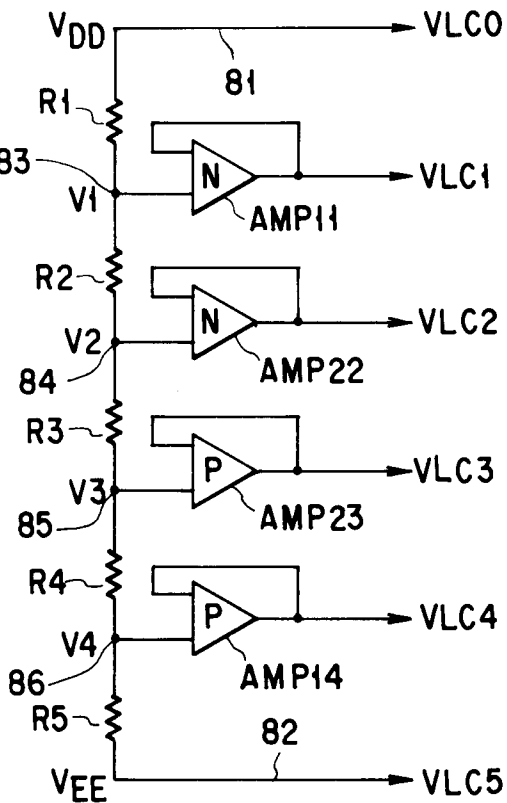 VDD
VLC0
81
R1
83
N
VLC1
V1
AMP11
R2
N
V2
VLC2
84
AMP22
R3
P
V3
VLC3
85
AMP23
R4
P
V4
VLC4
86
AMP14
R5
82
VEE
VLC5